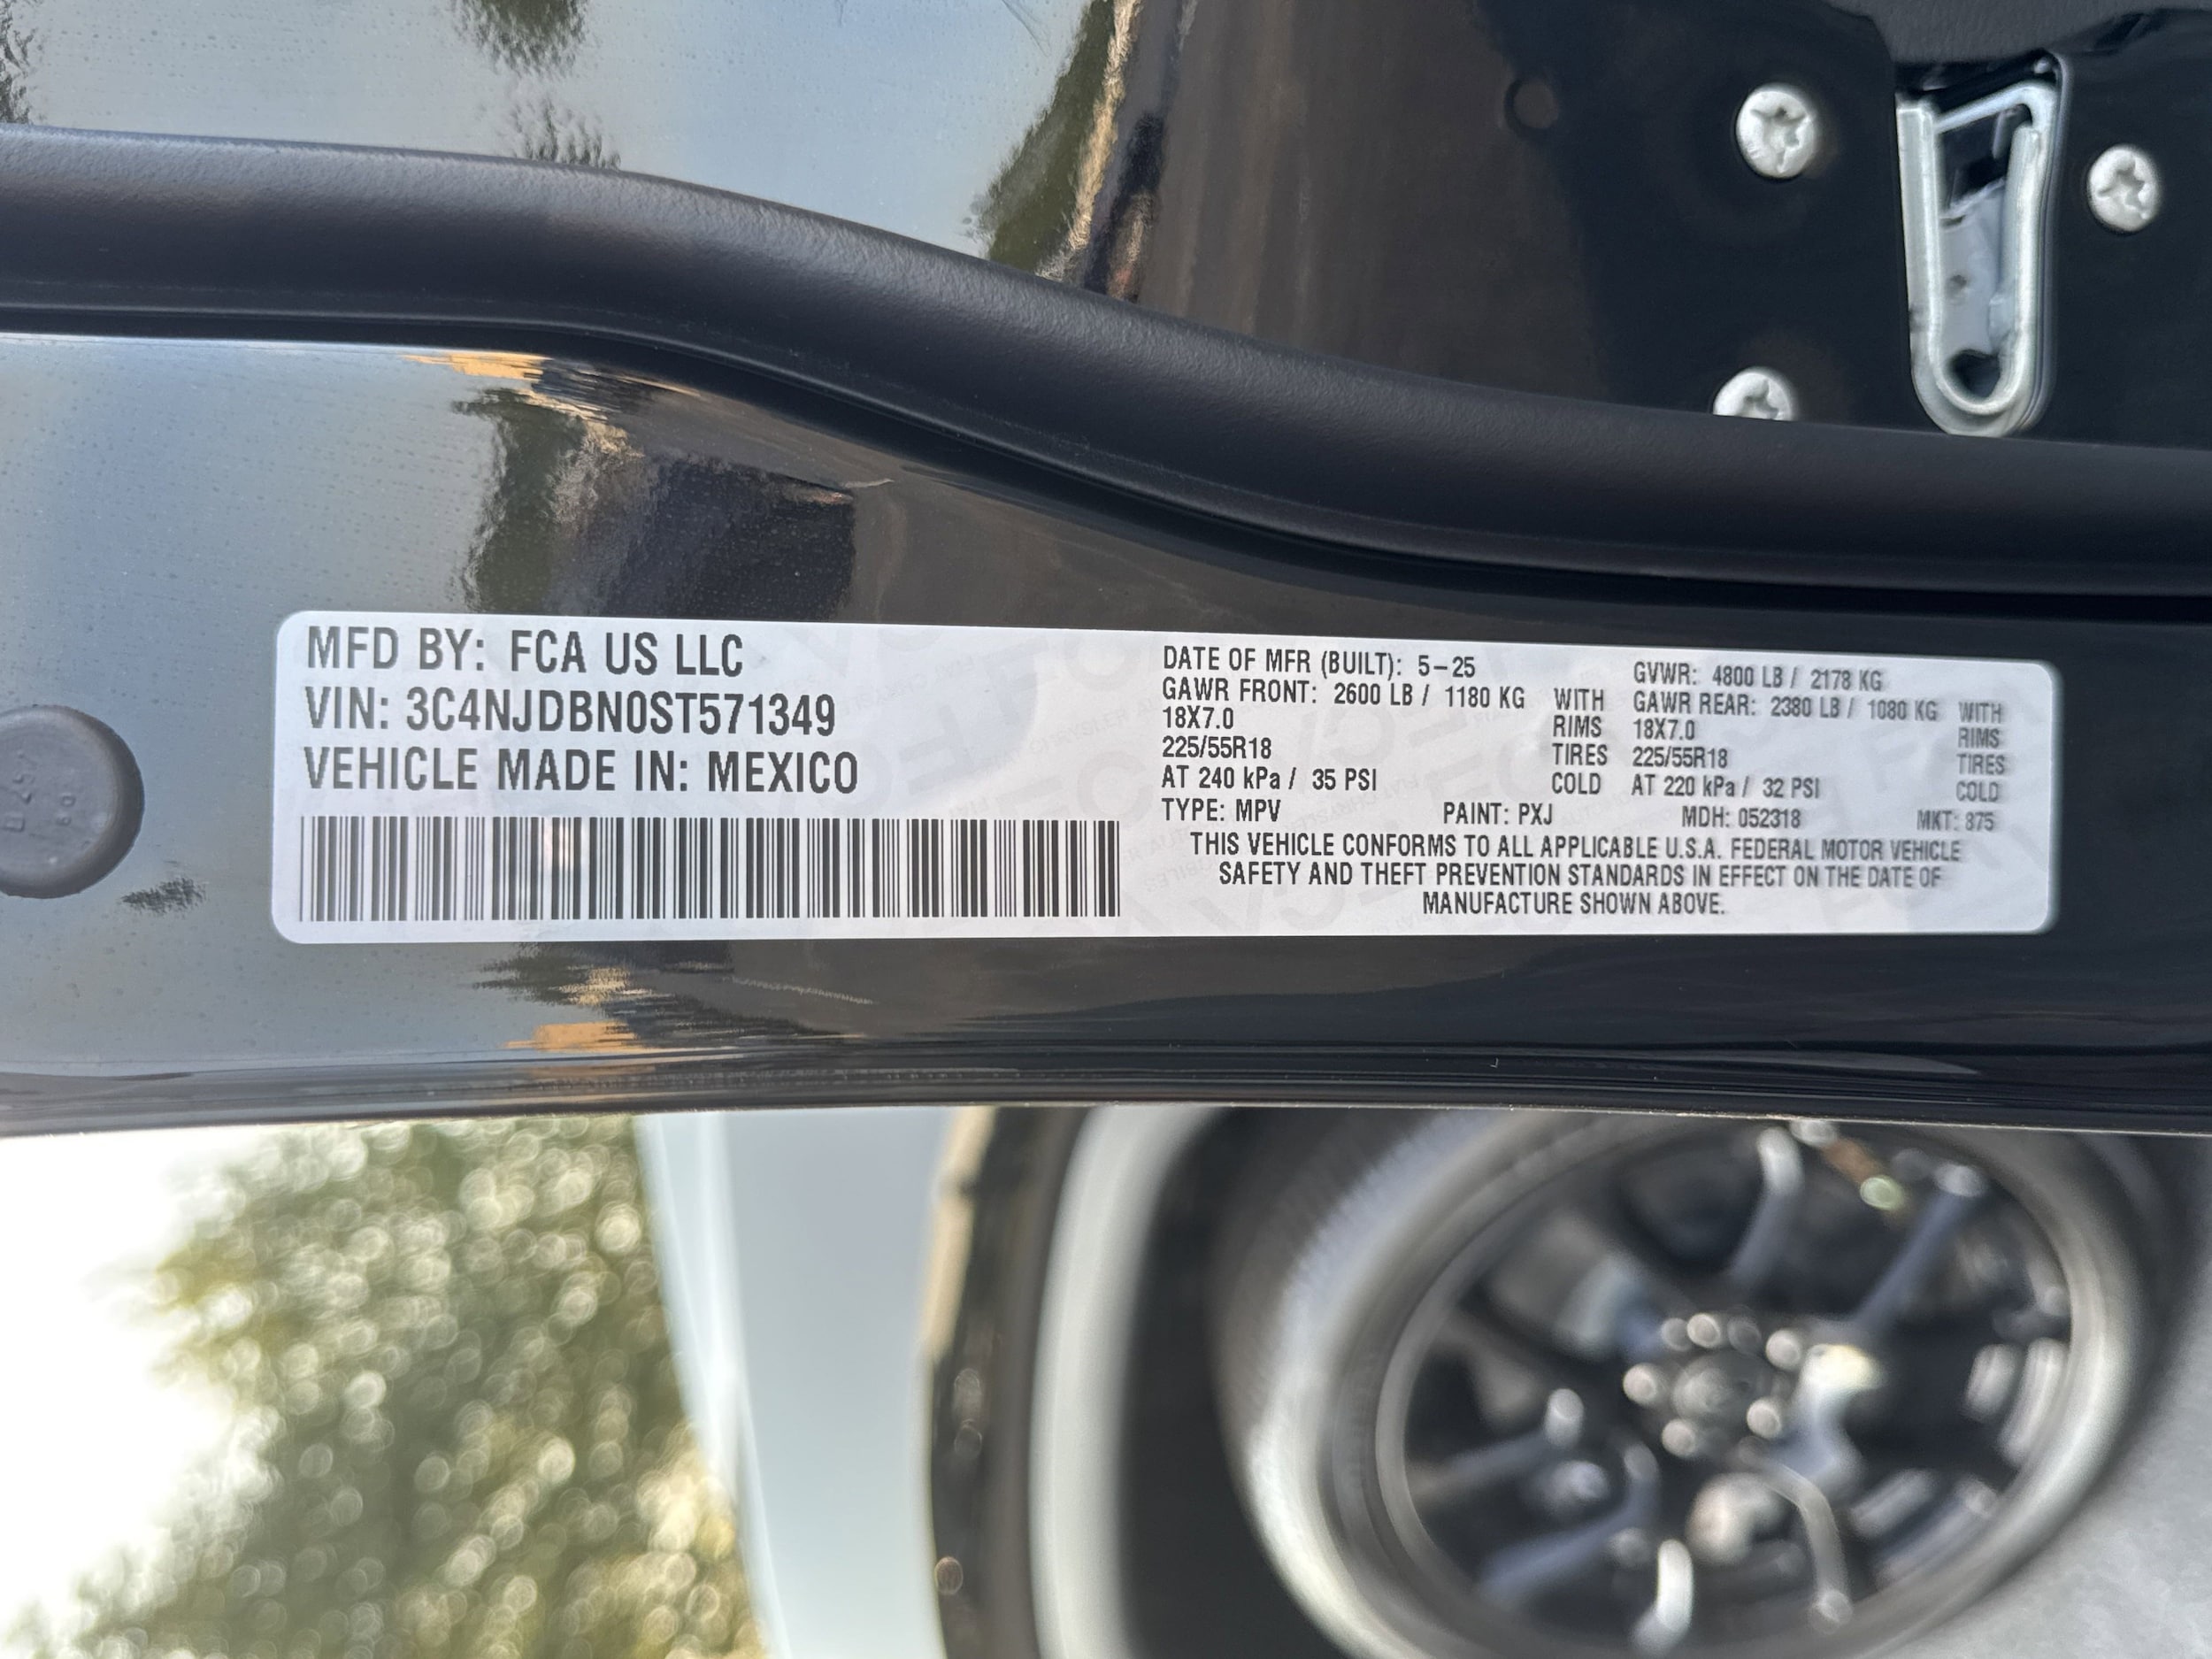 MFD BY: FCA US LLC
VIN: 3C4NJDBN0ST571349
VEHICLE MADE IN: MEXICO
DATE OF MFR (BUILT): 5-25
GVWR: 4800 LB / 2178 KG
GAWR FRONT: 2600 LB / 1180 KG WITH
18X7.0 RIMS
225/55R18 TIRES
AT 240 kPa / 35 PSI COLD
GAWR REAR: 2380 LB / 1080 KG WITH
18X7.0 RIMS
225/55R18 TIRES
AT 220 kPa / 32 PSI COLD
TYPE: MPV PAINT: PXJ MDH: 052318 MKT: 875
THIS VEHICLE CONFORMS TO ALL APPLICABLE U.S.A. FEDERAL MOTOR VEHICLE
SAFETY AND THEFT PREVENTION STANDARDS IN EFFECT ON THE DATE OF
MANUFACTURE SHOWN ABOVE.